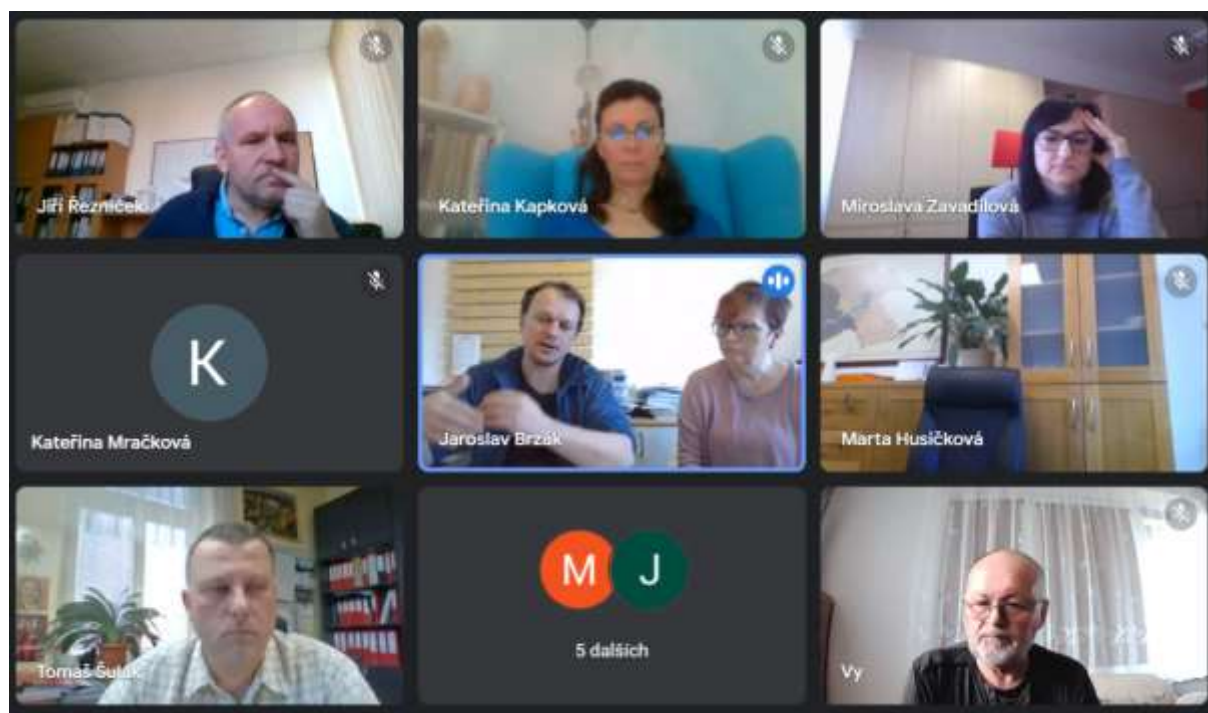 Jiří Řezníček
Kateřina Kapková
Miroslava Zavadilová
K
Kateřina Mračková
Jaroslav Brzák
Marta Husičková
Tomáš Šulák
M J
5 dalších
Vy